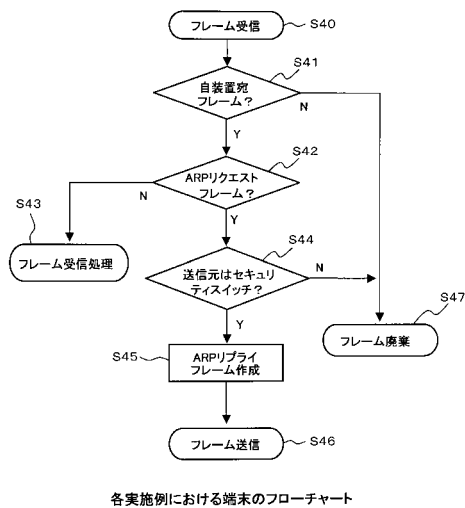 フレーム受信
S40
自装置宛
フレーム?
S41
N
Y
ARPリクエスト
フレーム?
S42
N
Y
S43
フレーム受信処理
送信元はセキュリ
ティスイッチ?
S44
N
Y
S47
フレーム廃棄
S45
ARPリプライ
フレーム作成
フレーム送信
S46
各実施例における端末のフローチャート